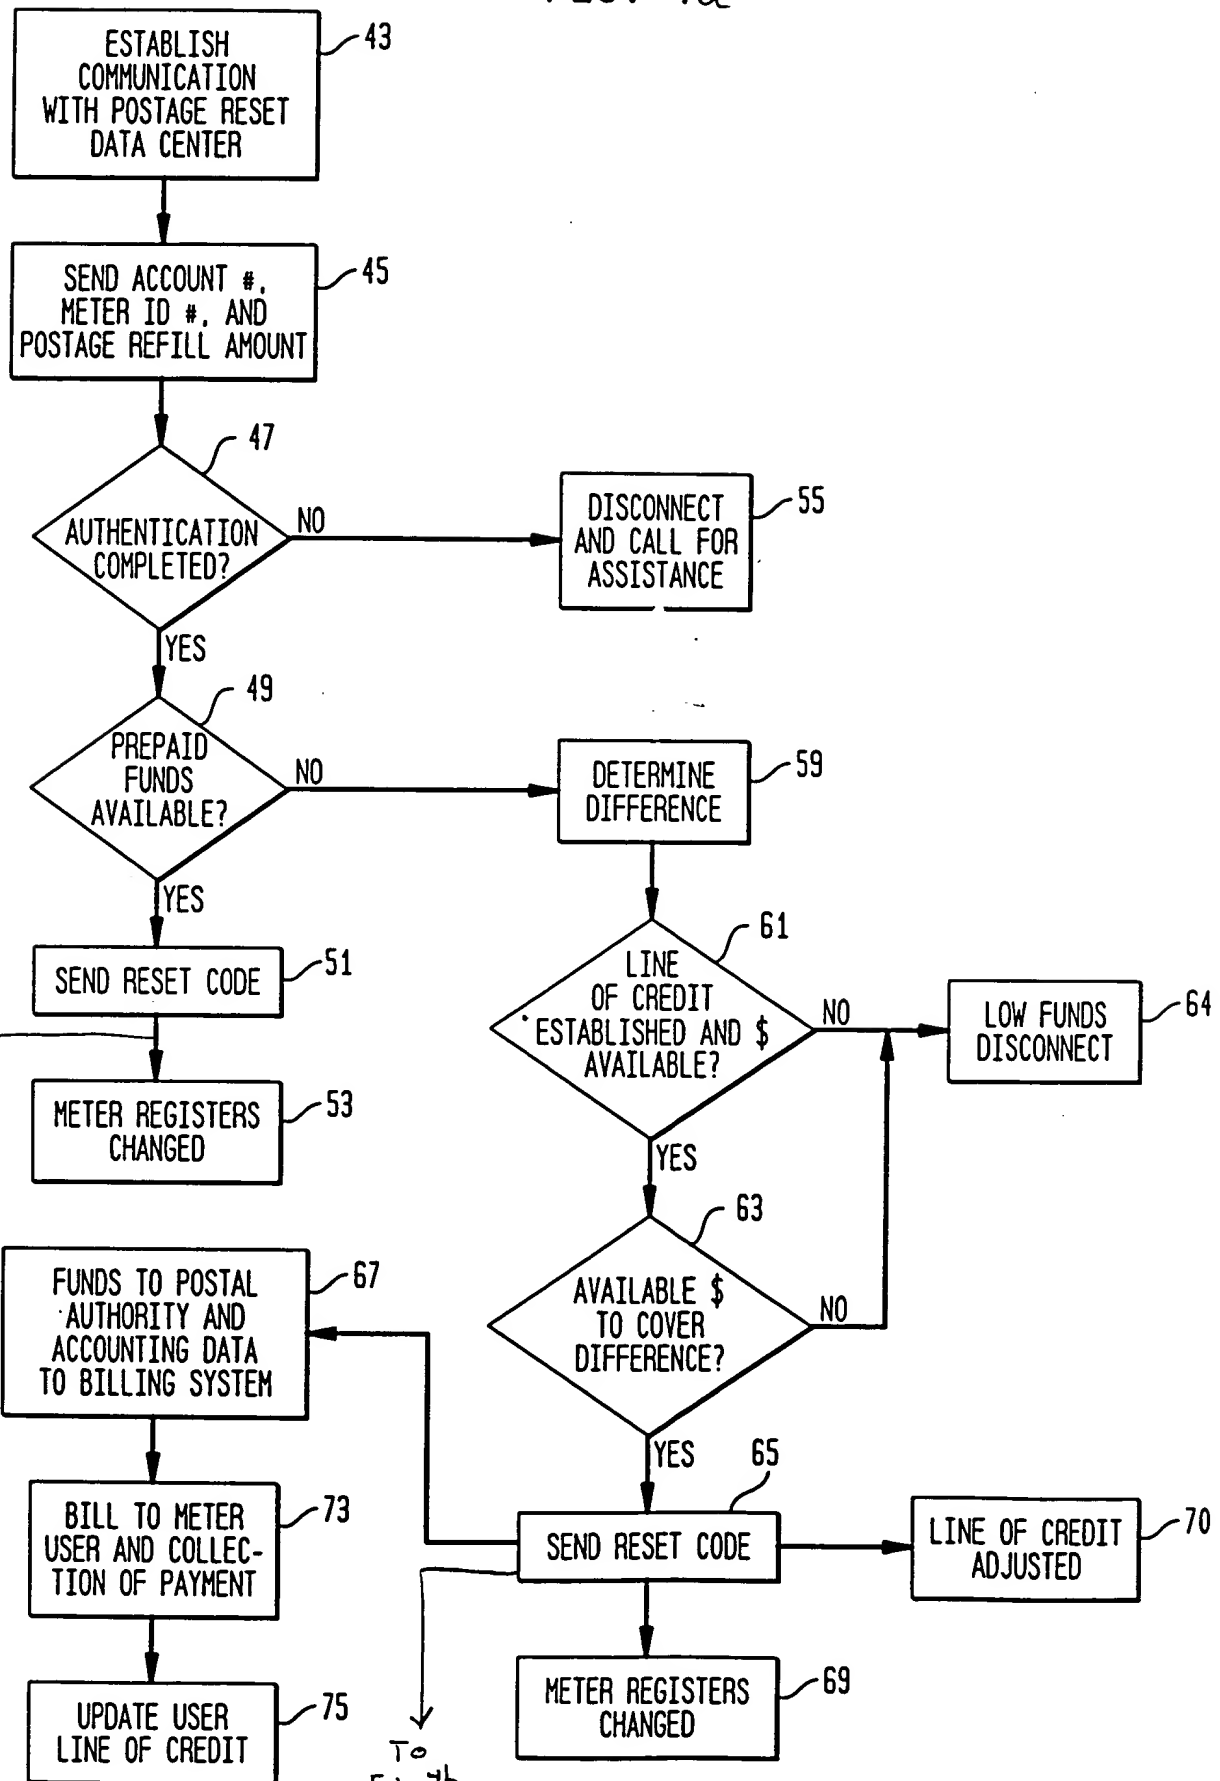 43
ESTABLISH
COMMUNICATION
WITH POSTAGE RESET
DATA CENTER
45
SEND ACCOUNT #,
METER ID #, AND
POSTAGE REFILL AMOUNT
47
AUTHENTICATION
COMPLETED?
NO
YES
55
DISCONNECT
AND CALL FOR
ASSISTANCE
49
PREPAID
FUNDS
AVAILABLE?
NO
YES
59
DETERMINE
DIFFERENCE
51
SEND RESET CODE
61
LINE
OF CREDIT
ESTABLISHED AND $
AVAILABLE?
NO
YES
64
LOW FUNDS
DISCONNECT
53
METER REGISTERS
CHANGED
63
AVAILABLE $
TO COVER
DIFFERENCE?
NO
YES
67
FUNDS TO POSTAL
AUTHORITY AND
ACCOUNTING DATA
TO BILLING SYSTEM
65
SEND RESET CODE
70
LINE OF CREDIT
ADJUSTED
73
BILL TO METER
USER AND COLLEC-
TION OF PAYMENT
69
METER REGISTERS
CHANGED
75
UPDATE USER
LINE OF CREDIT
To